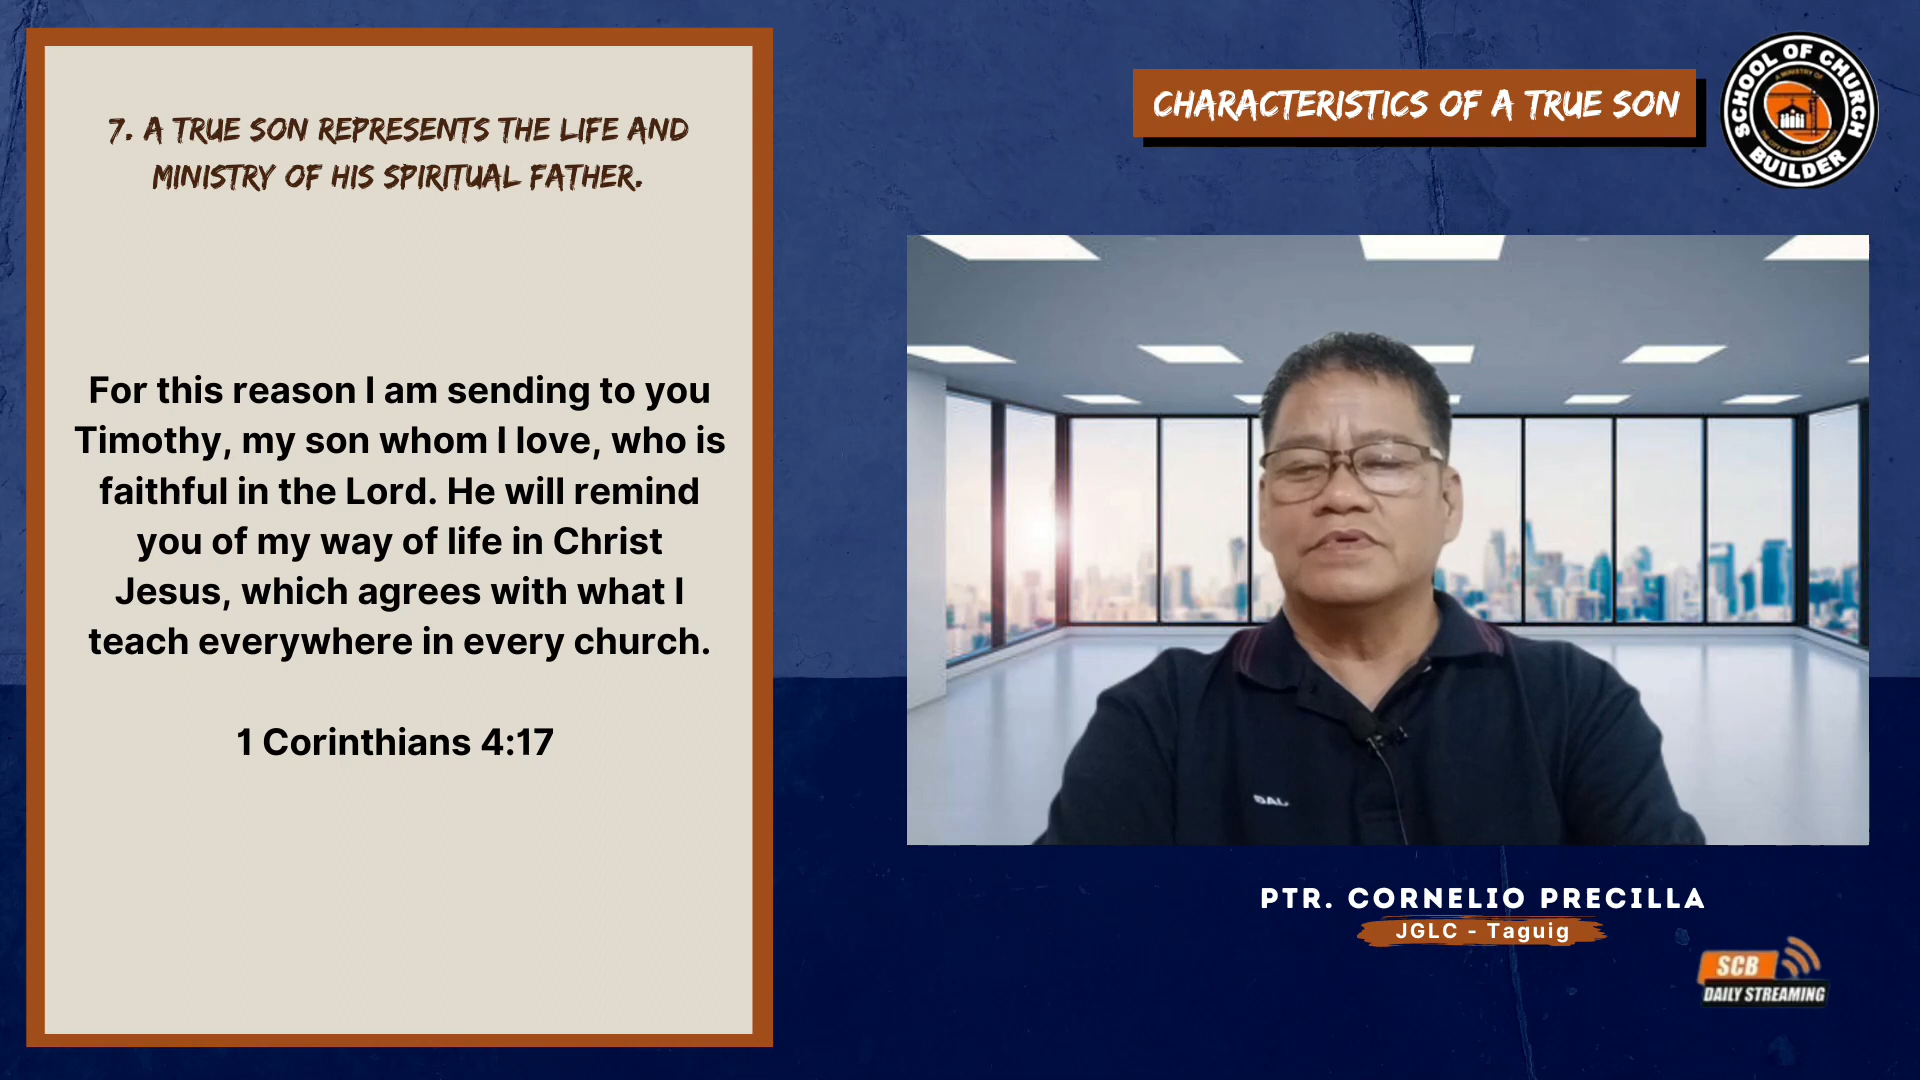 7. A TRUE SON REPRESENTS THE LIFE AND
MINISTRY OF HIS SPIRITUAL FATHER.
For this reason I am sending to you
Timothy, my son whom I love, who is
faithful in the Lord. He will remind
you of my way of life in Christ
Jesus, which agrees with what I
teach everywhere in every church.
1 Corinthians 4:17
CHARACTERISTICS OF A TRUE SON
SCHOOL OF CHURCH
BUILDER
A MINISTRY OF
PTR. CORNELIO PRECILLA
JGLC - Taguig
SCB
DAILY STREAMING